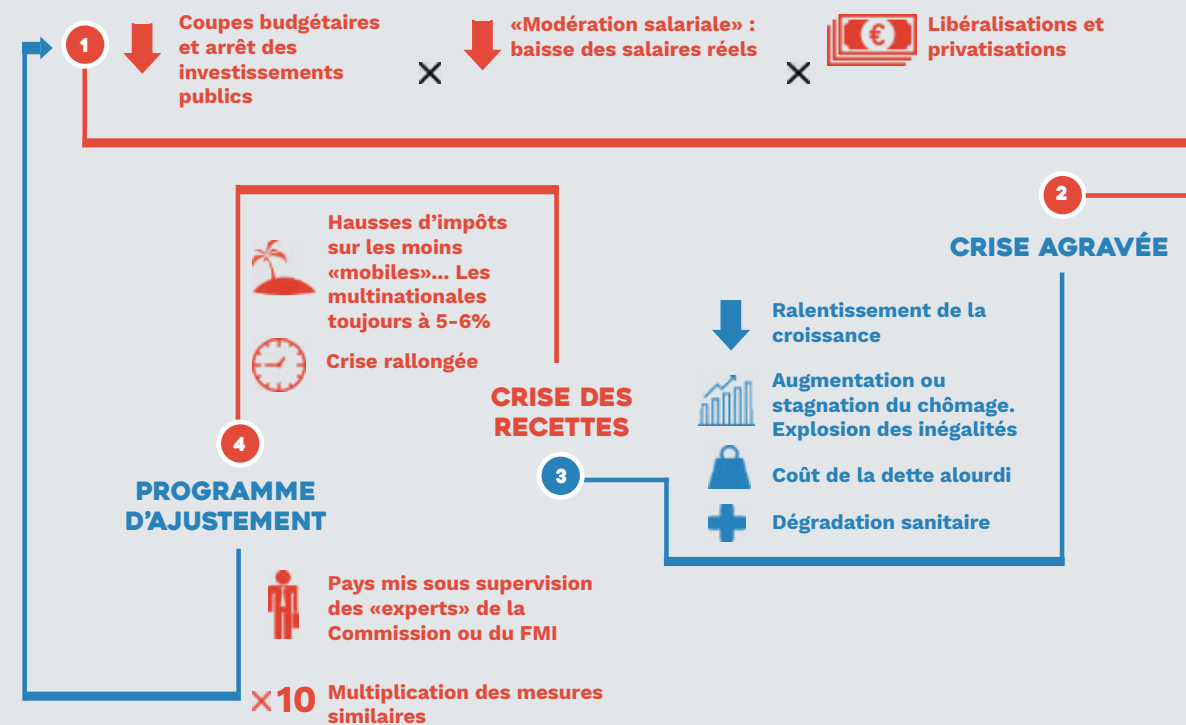 1
Coupes budgétaires
et arrêt des
investissements
publics
×
«Modération salariale» :
baisse des salaires réels
×
€
Libéralisations et
privatisations
2
CRISE AGRAVÉE
Ralentissement de la
croissance
Augmentation ou
stagnation du chômage.
Explosion des inégalités
Coût de la dette alourdi
Dégradation sanitaire
3
CRISE DES
RECETTES
Hausses d’impôts
sur les moins
«mobiles»... Les
multinationales
toujours à 5-6%
Crise rallongée
4
PROGRAMME
D’AJUSTEMENT
Pays mis sous supervision
des «experts» de la
Commission ou du FMI
×10
Multiplication des mesures
similaires